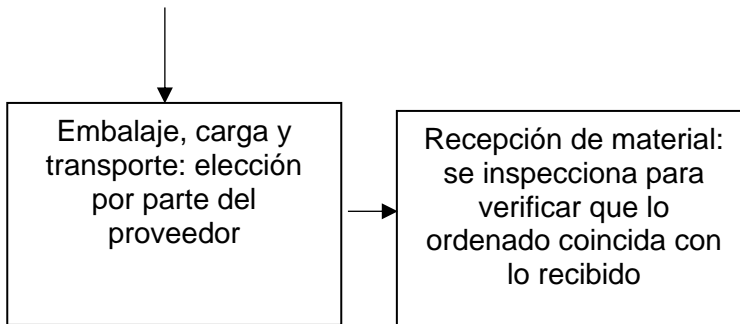 Embalaje, carga y
transporte: elección
por parte del
proveedor
Recepción de material:
se inspecciona para
verificar que lo
ordenado coincida con
lo recibido